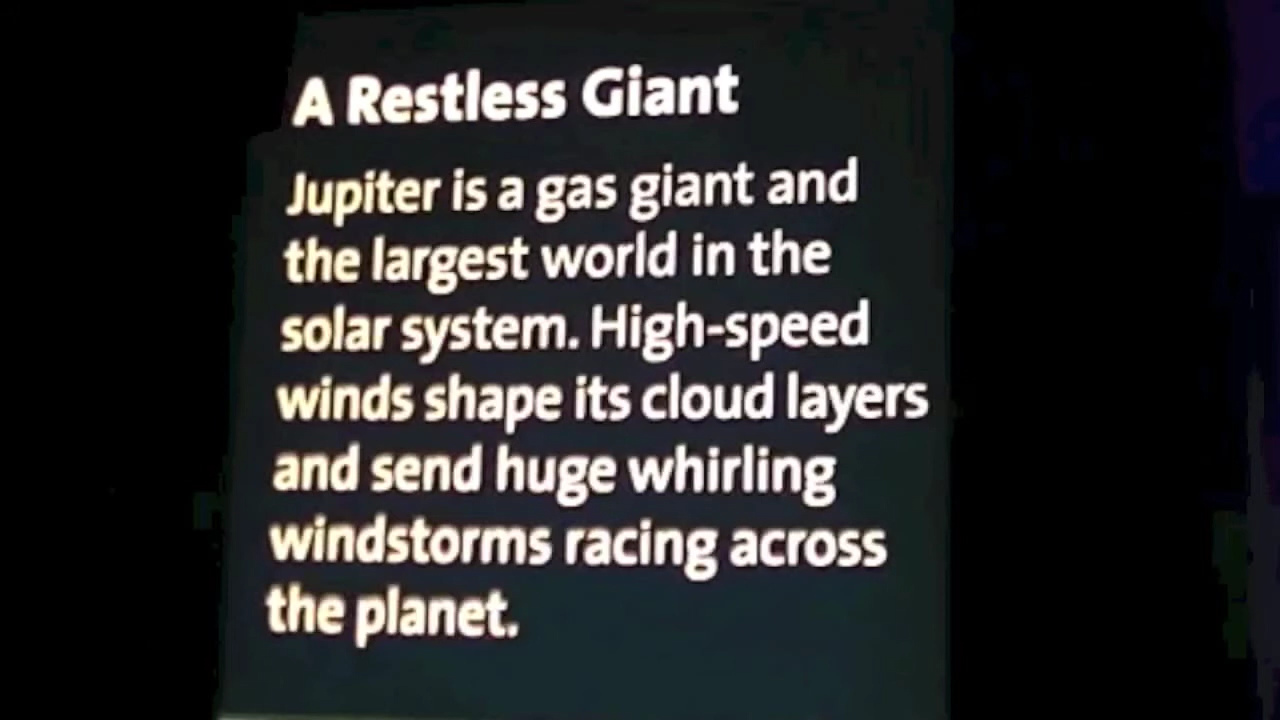 A Restless Giant
Jupiter is a gas giant and
the largest world in the
solar system. High-speed
winds shape its cloud layers
and send huge whirling
windstorms racing across
the planet.